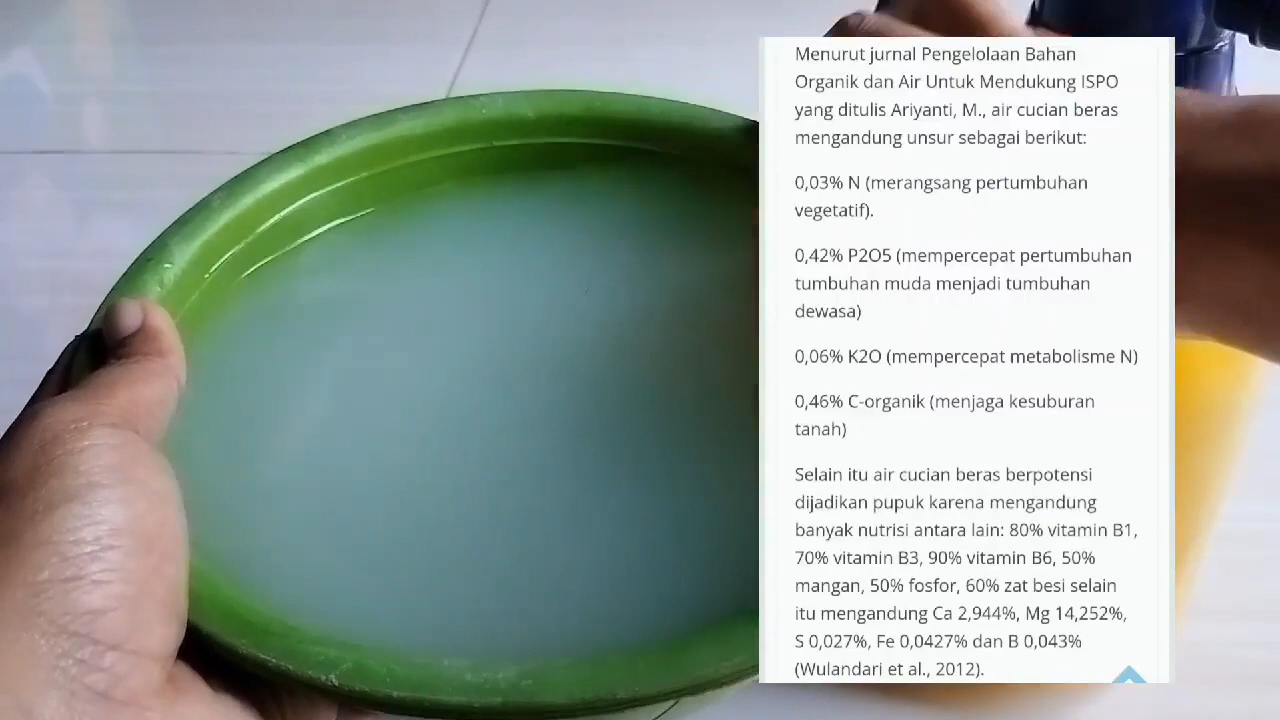 Menurut jurnal Pengelolaan Bahan
Organik dan Air Untuk Mendukung ISPO
yang ditulis Ariyanti, M., air cucian beras
mengandung unsur sebagai berikut:
0,03% N (merangsang pertumbuhan
vegetatif).
0,42% P2O5 (mempercepat pertumbuhan
tumbuhan muda menjadi tumbuhan
dewasa)
0,06% K2O (mempercepat metabolisme N)
0,46% C-organik (menjaga kesuburan
tanah)
Selain itu air cucian beras berpotensi
dijadikan pupuk karena mengandung
banyak nutrisi antara lain: 80% vitamin B1,
70% vitamin B3, 90% vitamin B6, 50%
mangan, 50% fosfor, 60% zat besi selain
itu mengandung Ca 2,944%, Mg 14,252%,
S 0,027%, Fe 0,0427% dan B 0,043%
(Wulandari et al., 2012).